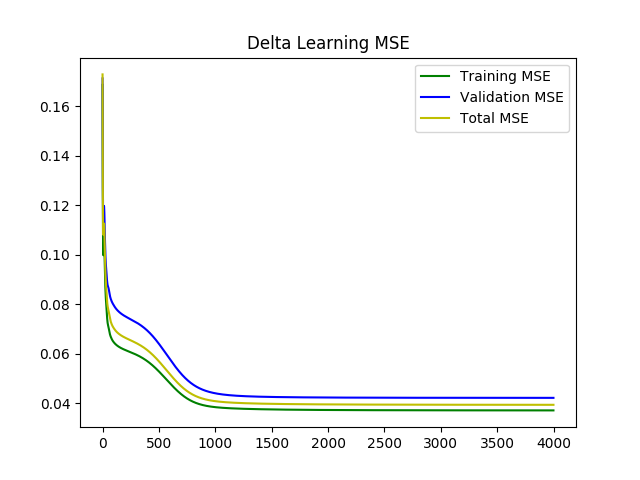 Delta Learning MSE
Training MSE
Validation MSE
Total MSE
0.16
0.14
0.12
0.10
0.08
0.06
0.04
0 500 1000 1500 2000 2500 3000 3500 4000